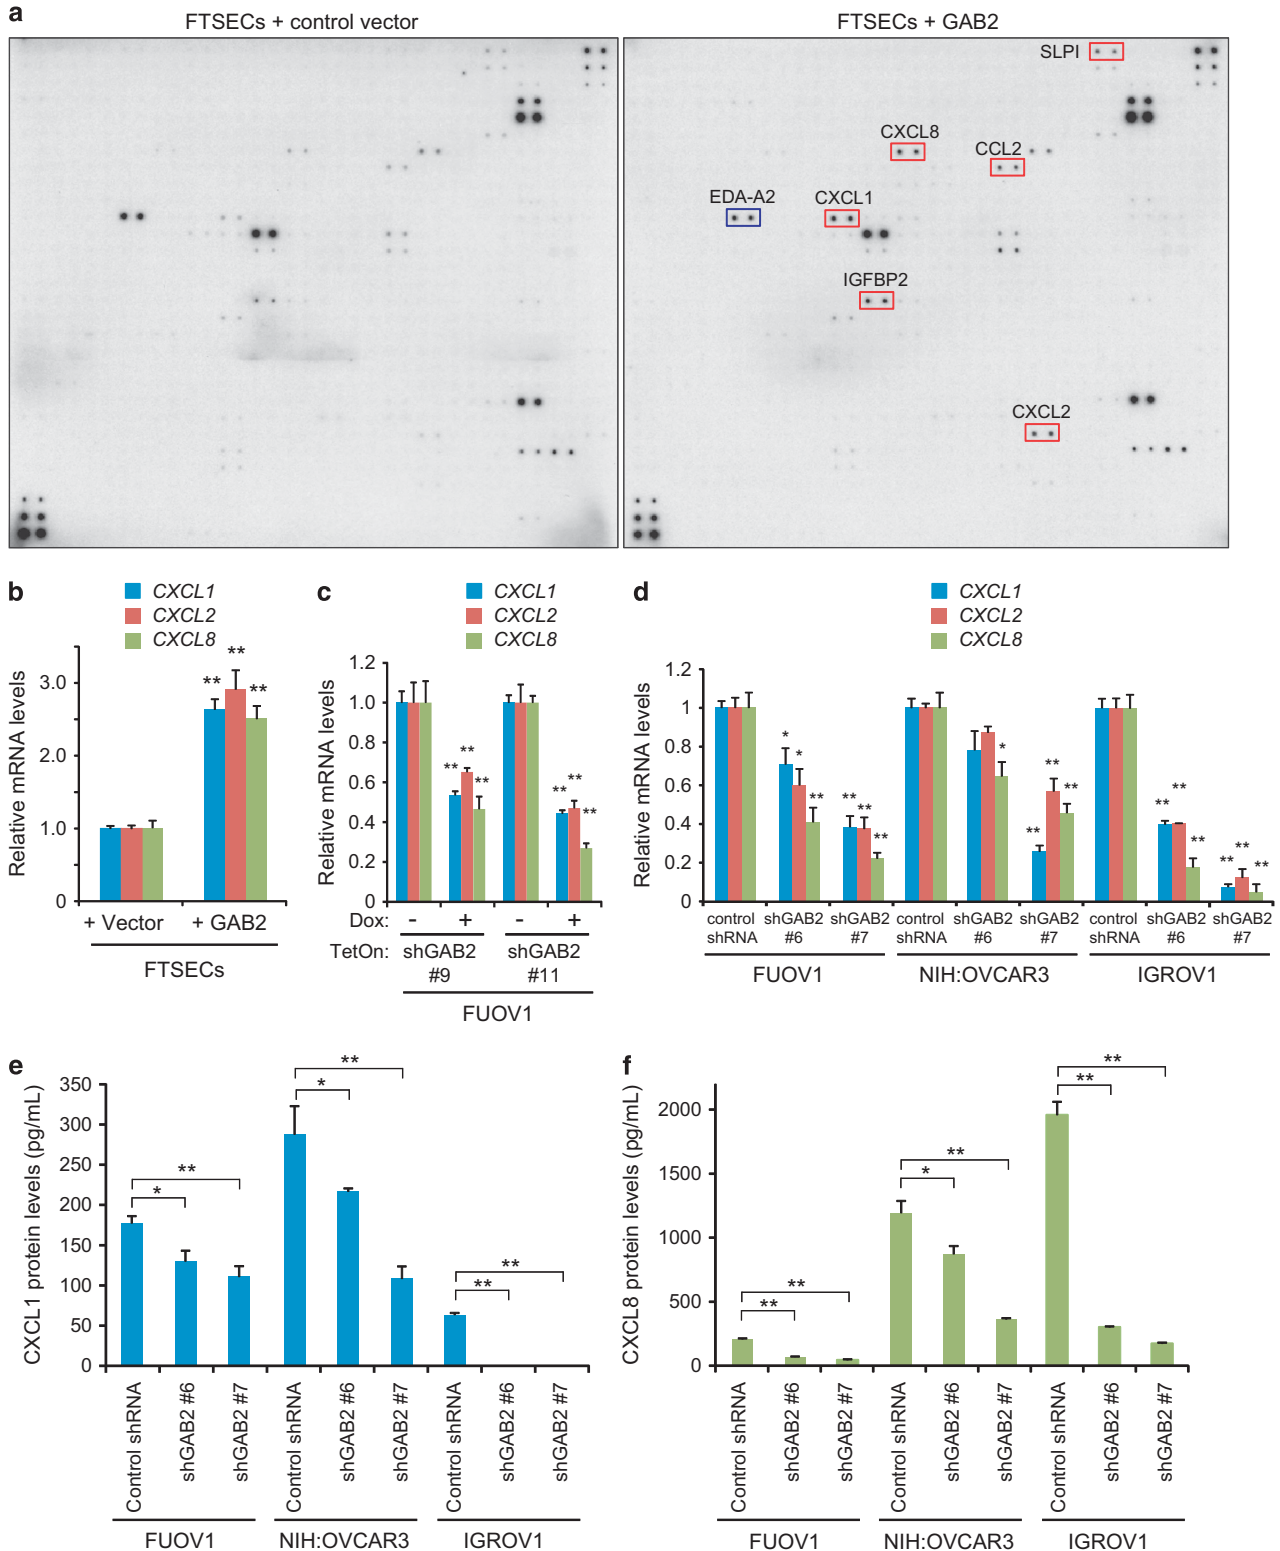 a
FTSECs + control vector
FTSECs + GAB2
SLPI
CXCL8
CCL2
EDA-A2
CXCL1
IGFBP2
CXCL2
b
CXCL1
CXCL2
CXCL8
Relative mRNA levels
3.0
2.0
1.0
0
** ** **
+ Vector + GAB2
FTSECs
c
CXCL1
CXCL2
CXCL8
Relative mRNA levels
1.2
1.0
0.8
0.6
0.4
0.2
0
** ** ** ** ** **
Dox: - + - +
TetOn: shGAB2 shGAB2
#9 #11
FUOV1
d
CXCL1
CXCL2
CXCL8
Relative mRNA levels
1.2
1
0.8
0.6
0.4
0.2
0
* * ** ** ** ** * ** ** ** ** ** ** ** ** **
control shGAB2 shGAB2 control shGAB2 shGAB2 control shGAB2 shGAB2
shRNA #6 #7 shRNA #6 #7 shRNA #6 #7
FUOV1 NIH:OVCAR3 IGROV1
e
CXCL1 protein levels (pg/mL)
350
300
250
200
150
100
50
0
* ** * ** ** **
Control shRNA
shGAB2 #6
shGAB2 #7
Control shRNA
shGAB2 #6
shGAB2 #7
Control shRNA
shGAB2 #6
shGAB2 #7
FUOV1 NIH:OVCAR3 IGROV1
f
CXCL8 protein levels (pg/mL)
2000
1500
1000
500
0
** ** * ** ** **
Control shRNA
shGAB2 #6
shGAB2 #7
Control shRNA
shGAB2 #6
shGAB2 #7
Control shRNA
shGAB2 #6
shGAB2 #7
FUOV1 NIH:OVCAR3 IGROV1